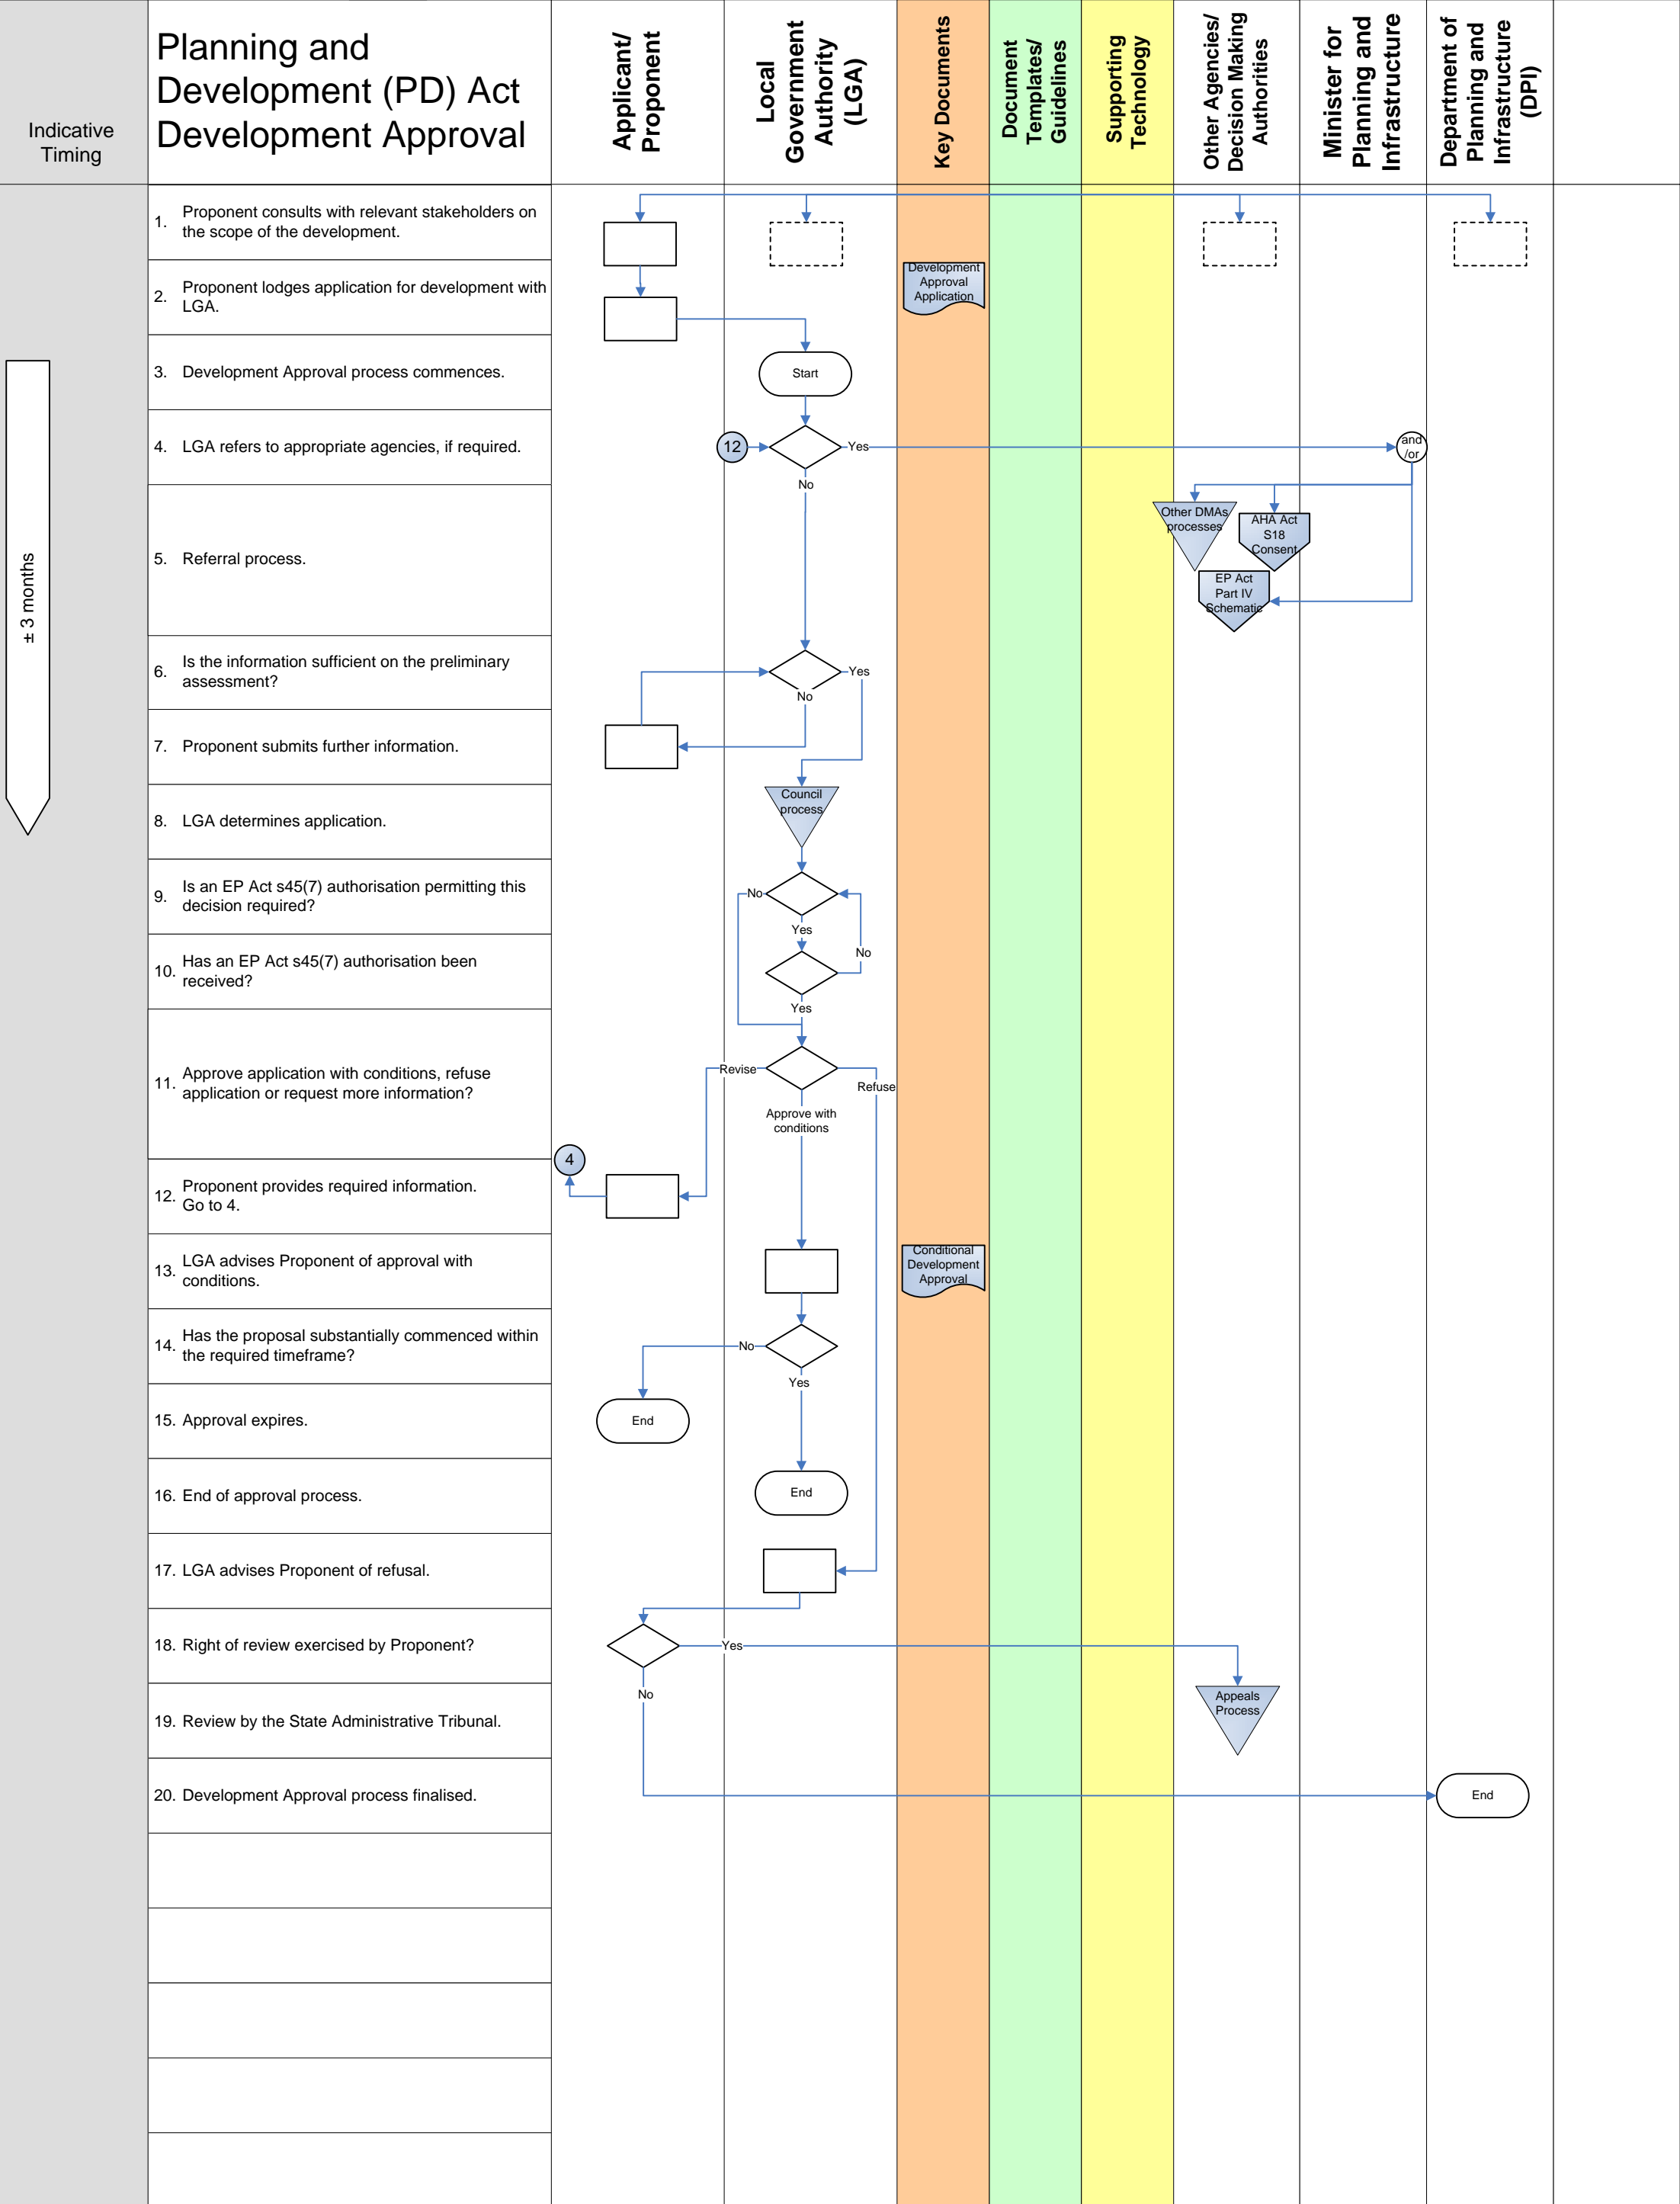 Indicative
Timing
Planning and
Development (PD) Act
Development Approval
Applicant/
Proponent
Local
Government
Authority
(LGA)
Key Documents
Document
Templates/
Guidelines
Supporting
Technology
Other Agencies/
Decision Making
Authorities
Minister for
Planning and
Infrastructure
Department of
Planning and
Infrastructure
(DPI)
± 3 months
1. Proponent consults with relevant stakeholders on
the scope of the development.
2. Proponent lodges application for development with
LGA.
Development
Approval
Application
3. Development Approval process commences.
Start
4. LGA refers to appropriate agencies, if required.
12
Yes
and
/or
No
5. Referral process.
Other DMAs
processes
AHA Act
S18
Consent
EP Act
Part IV
Schematic
6. Is the information sufficient on the preliminary
assessment?
Yes
No
7. Proponent submits further information.
8. LGA determines application.
Council
process
9. Is an EP Act s45(7) authorisation permitting this
decision required?
No
Yes
10. Has an EP Act s45(7) authorisation been
received?
No
Yes
11. Approve application with conditions, refuse
application or request more information?
Revise
Refuse
Approve with
conditions
4
12. Proponent provides required information.
Go to 4.
13. LGA advises Proponent of approval with
conditions.
Conditional
Development
Approval
14. Has the proposal substantially commenced within
the required timeframe?
No
Yes
15. Approval expires.
End
16. End of approval process.
End
17. LGA advises Proponent of refusal.
18. Right of review exercised by Proponent?
Yes
No
19. Review by the State Administrative Tribunal.
Appeals
Process
20. Development Approval process finalised.
End